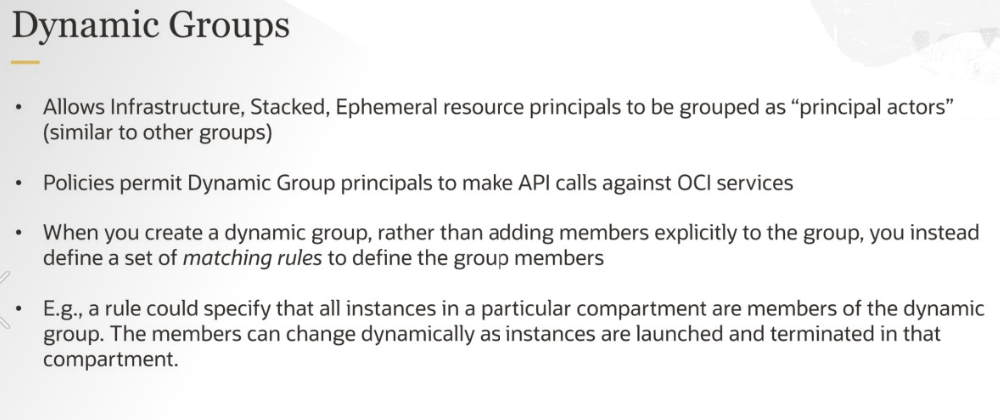 Dynamic Groups
• Allows Infrastructure, Stacked, Ephemeral resource principals to be grouped as “principal actors”
(similar to other groups)
• Policies permit Dynamic Group principals to make API calls against OCI services
• When you create a dynamic group, rather than adding members explicitly to the group, you instead
define a set of matching rules to define the group members
• E.g., a rule could specify that all instances in a particular compartment are members of the dynamic
group. The members can change dynamically as instances are launched and terminated in that
compartment.